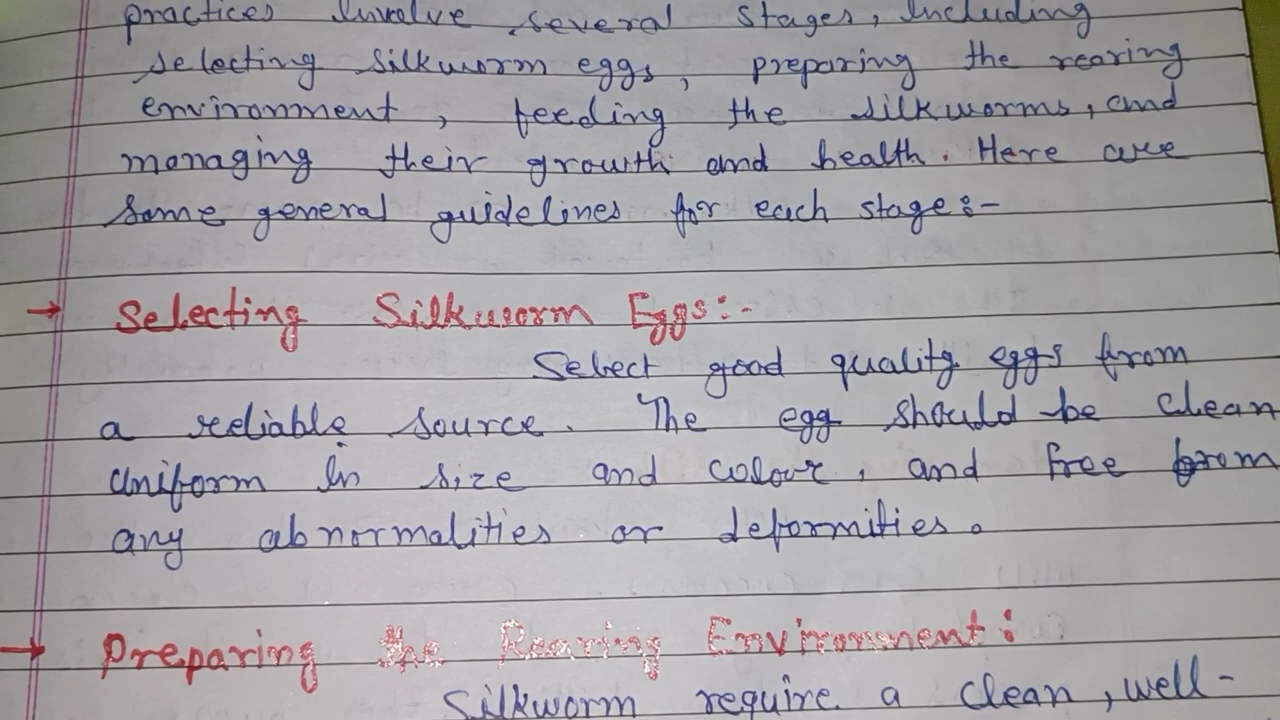 practices involve several stages, including
selecting silkworm eggs, preparing the rearing
environment, feeding the silkworms, and
managing their growth and health. Here are
some general guidelines for each stage:-
→ Selecting Silkworm Eggs:-
Select good quality eggs from
a reliable source. The egg should be clean
uniform in size and colour, and free from
any abnormalities or deformities.
→ Preparing the Rearing Environment:
Silkworm require a clean, well-